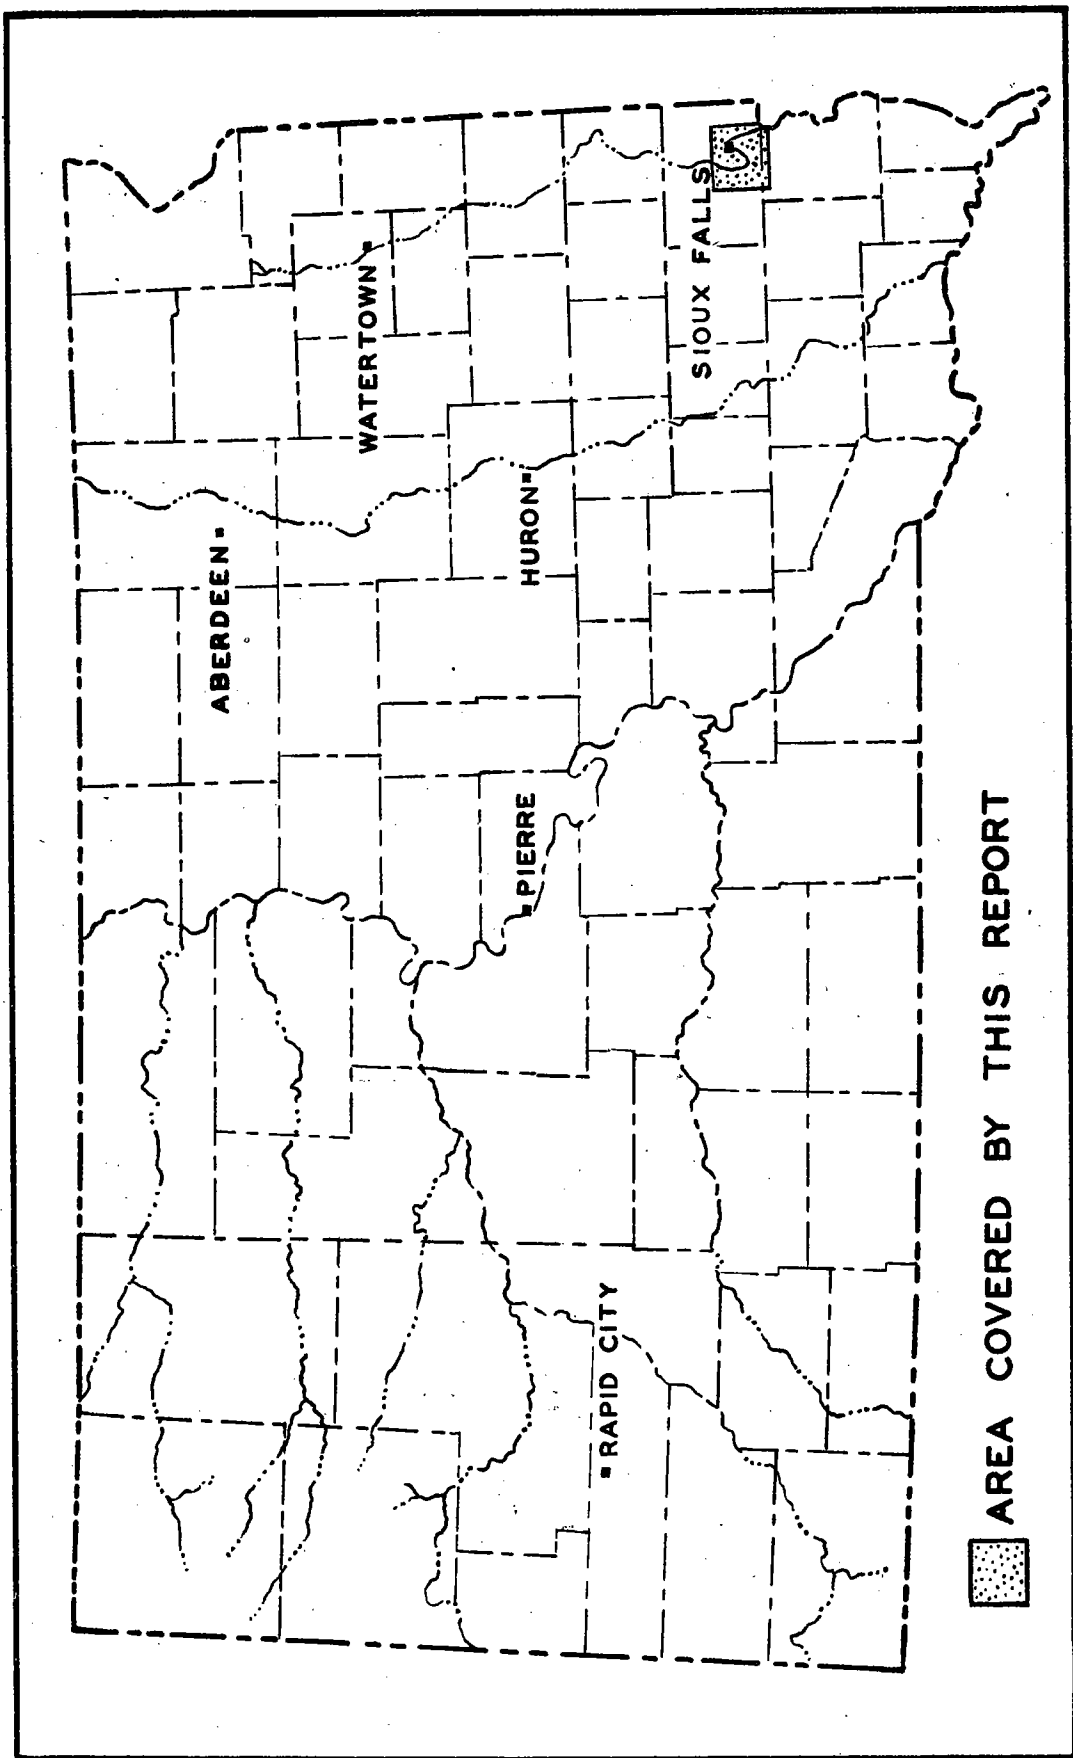 ABERDEEN
WATERTOWN
HURON
PIERRE
RAPID CITY
SIOUX FALLS
AREA COVERED BY THIS REPORT